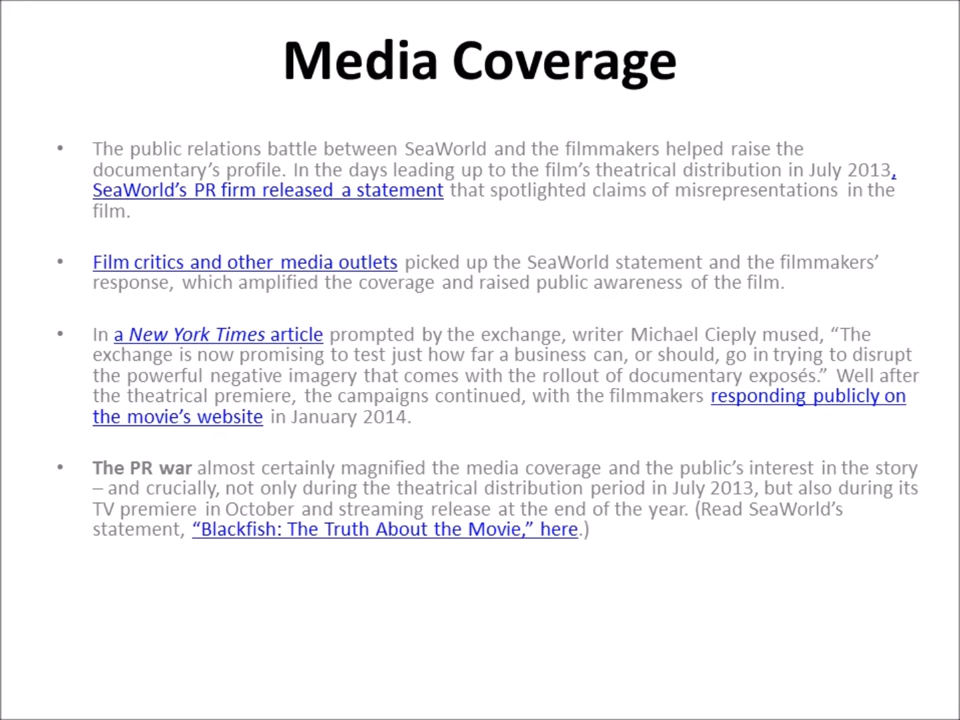 Media Coverage
• The public relations battle between SeaWorld and the filmmakers helped raise the
documentary’s profile. In the days leading up to the film’s theatrical distribution in July 2013,
SeaWorld’s PR firm released a statement that spotlighted claims of misrepresentations in the
film.
• Film critics and other media outlets picked up the SeaWorld statement and the filmmakers’
response, which amplified the coverage and raised public awareness of the film.
• In a New York Times article prompted by the exchange, writer Michael Cieply mused, “The
exchange is now promising to test just how far a business can, or should, go in trying to disrupt
the powerful negative imagery that comes with the rollout of documentary exposés.” Well after
the theatrical premiere, the campaigns continued, with the filmmakers responding publicly on
the movie’s website in January 2014.
• The PR war almost certainly magnified the media coverage and the public’s interest in the story
– and crucially, not only during the theatrical distribution period in July 2013, but also during its
TV premiere in October and streaming release at the end of the year. (Read SeaWorld’s
statement, “Blackfish: The Truth About the Movie,” here.)